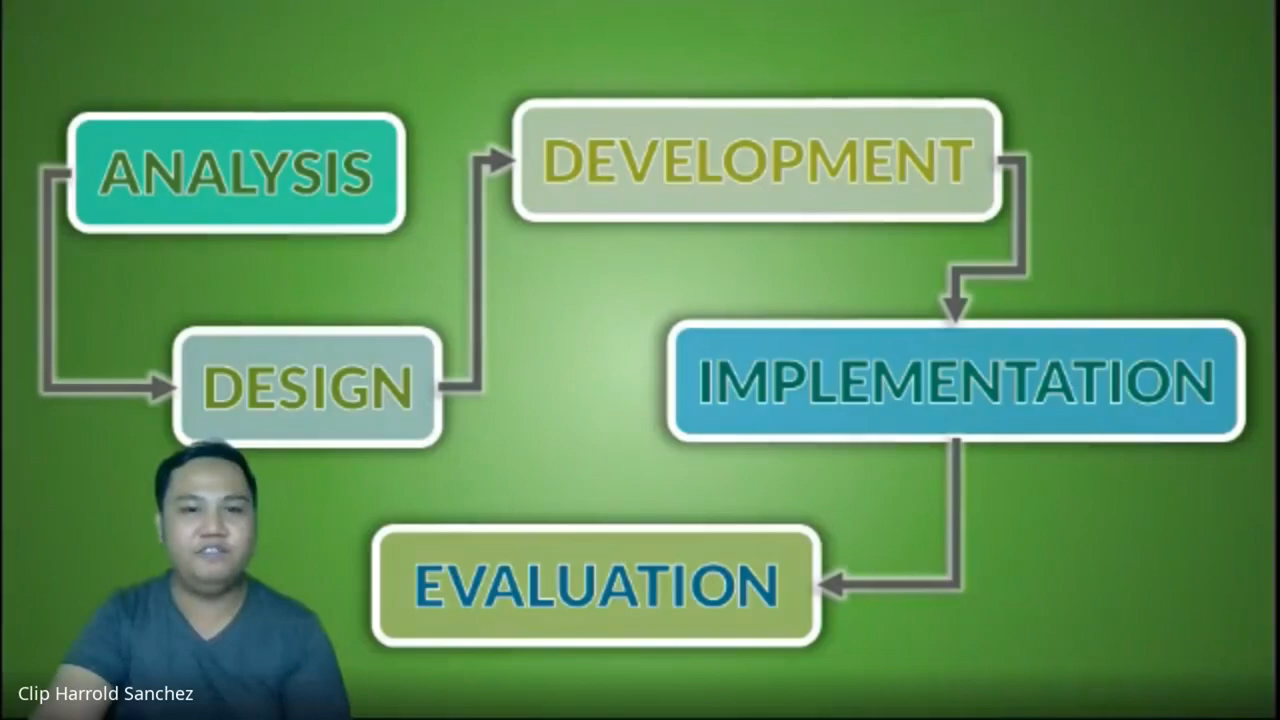 ANALYSIS
DEVELOPMENT
DESIGN
IMPLEMENTATION
EVALUATION
Clip Harrold Sanchez